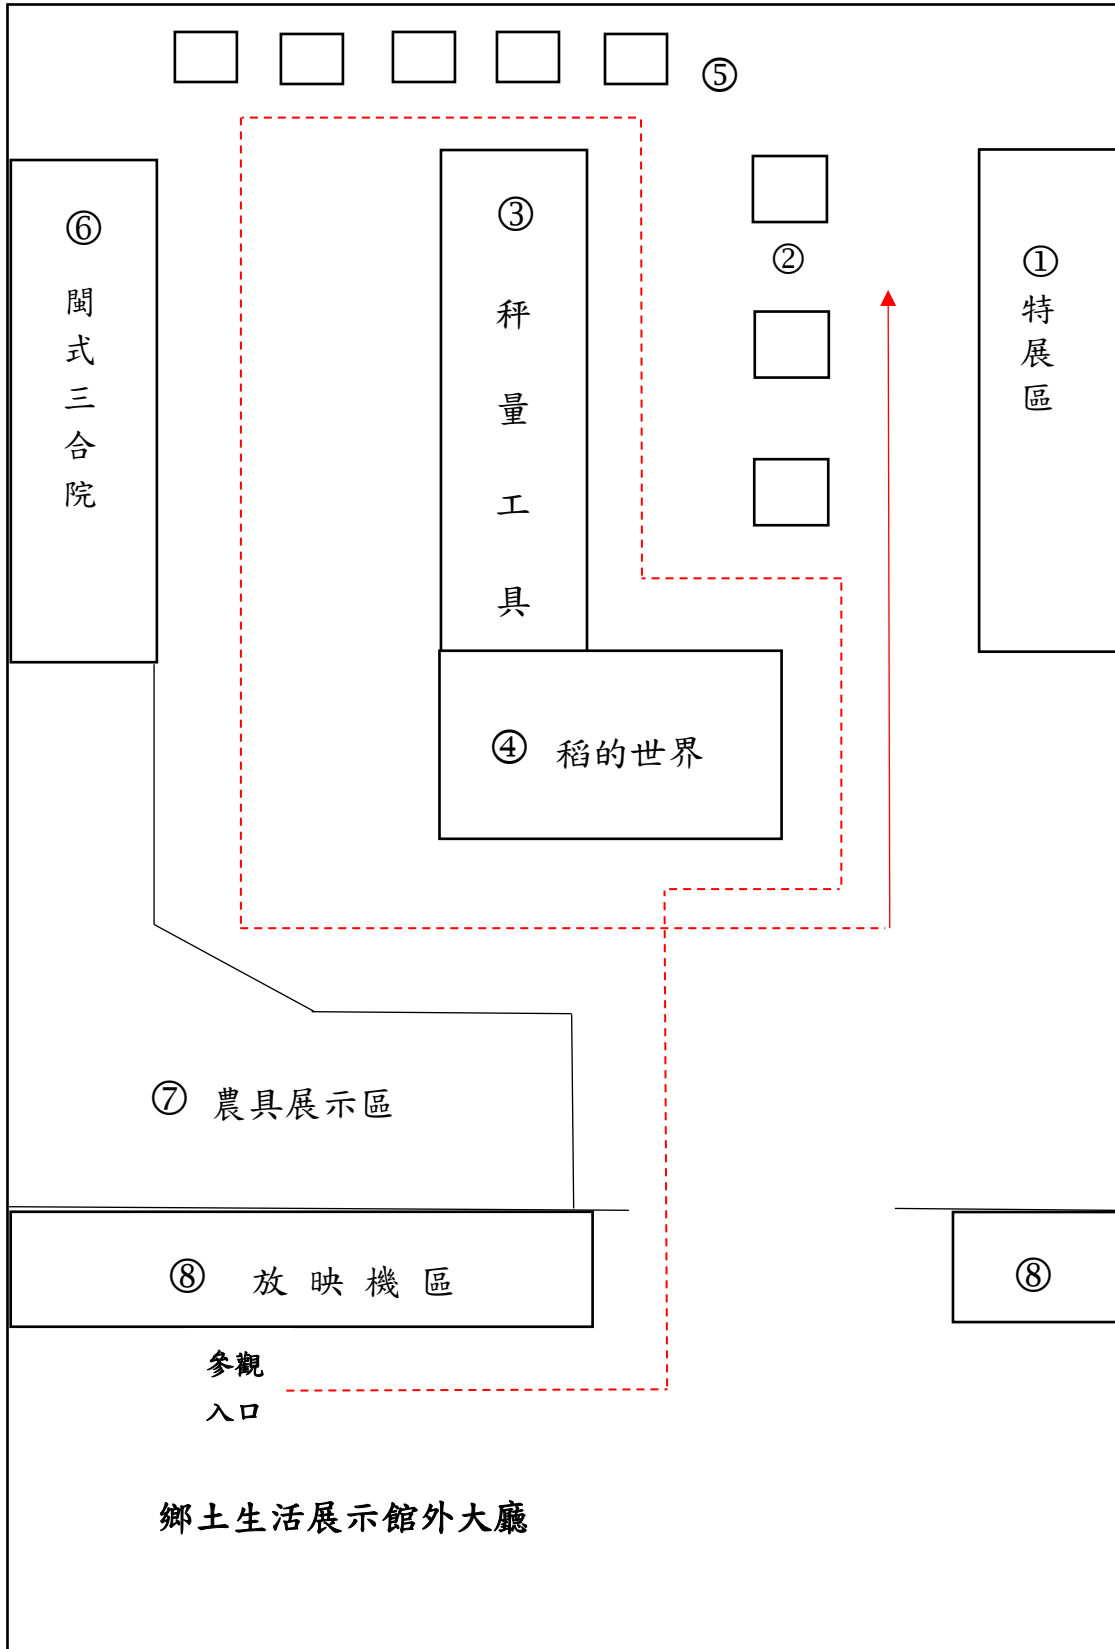 ⑤
⑥
閩式三合院
③
秤量工具
②
①
特展區
④ 稻的世界
⑦ 農具展示區
⑧ 放映機區
⑧
參觀
入口
鄉土生活展示館外大廳